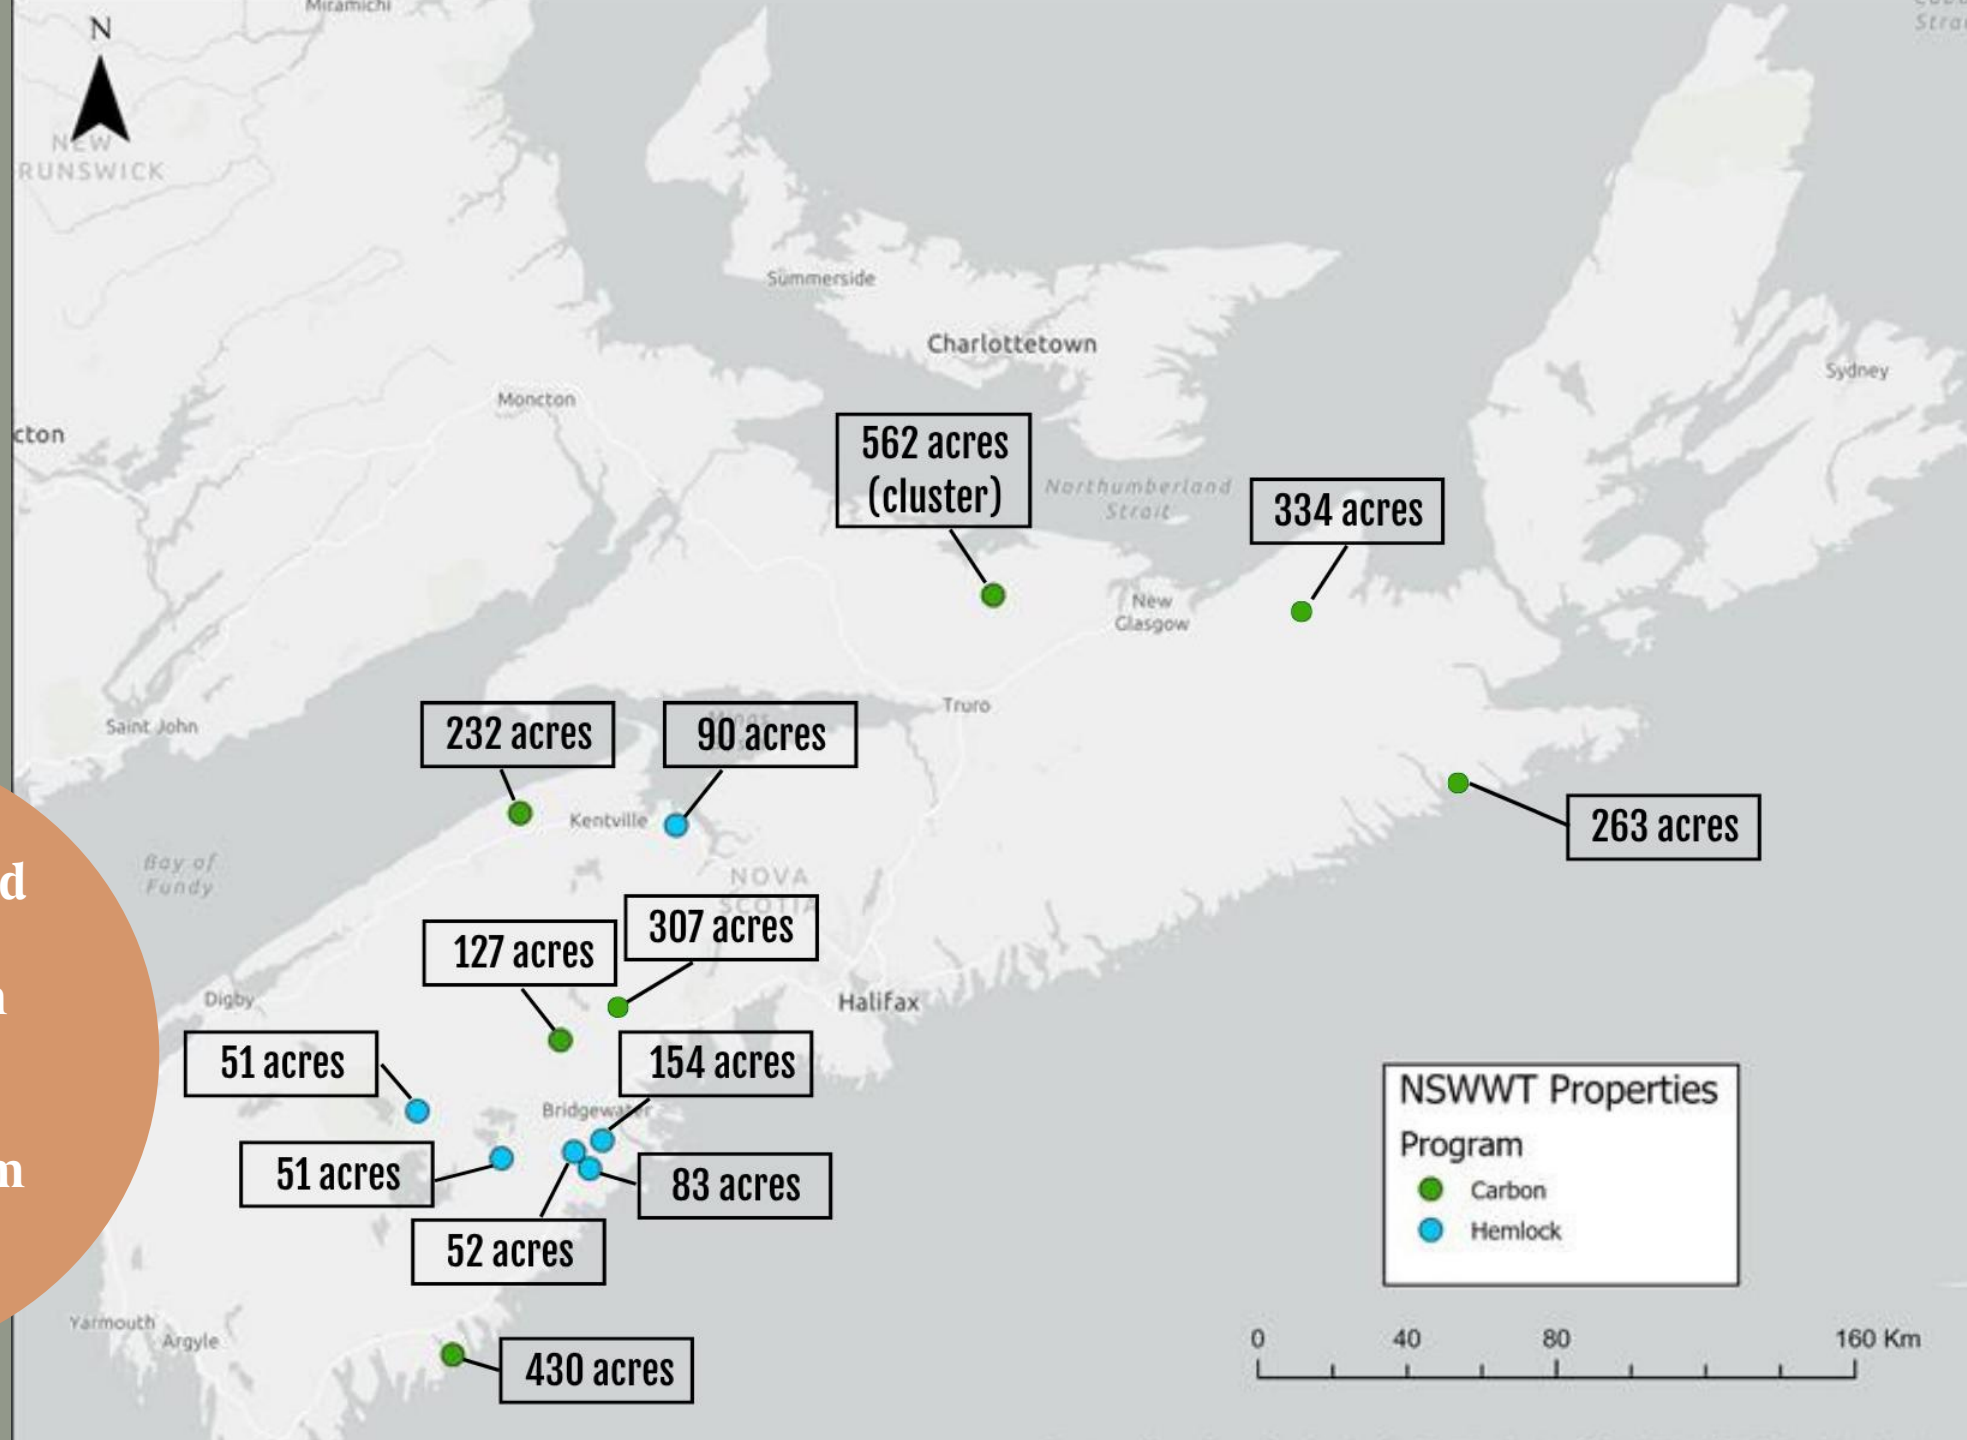 Miramichi
N
NEW
RUNSWICK
Summerside
Charlottetown
Sydney
Moncton
cton
562 acres
(cluster)
Northumberland
Strait
334 acres
New
Glasgow
Truro
Saint John
232 acres
90 acres
Kentville
263 acres
Bay of
Fundy
d
NOVA
SCOTIA
307 acres
127 acres
Digby
Halifax
51 acres
154 acres
Bridgewater
51 acres
83 acres
52 acres
m
Yarmouth
Argyle
430 acres
NSWWT Properties
Program
Carbon
Hemlock
0 40 80 160 Km